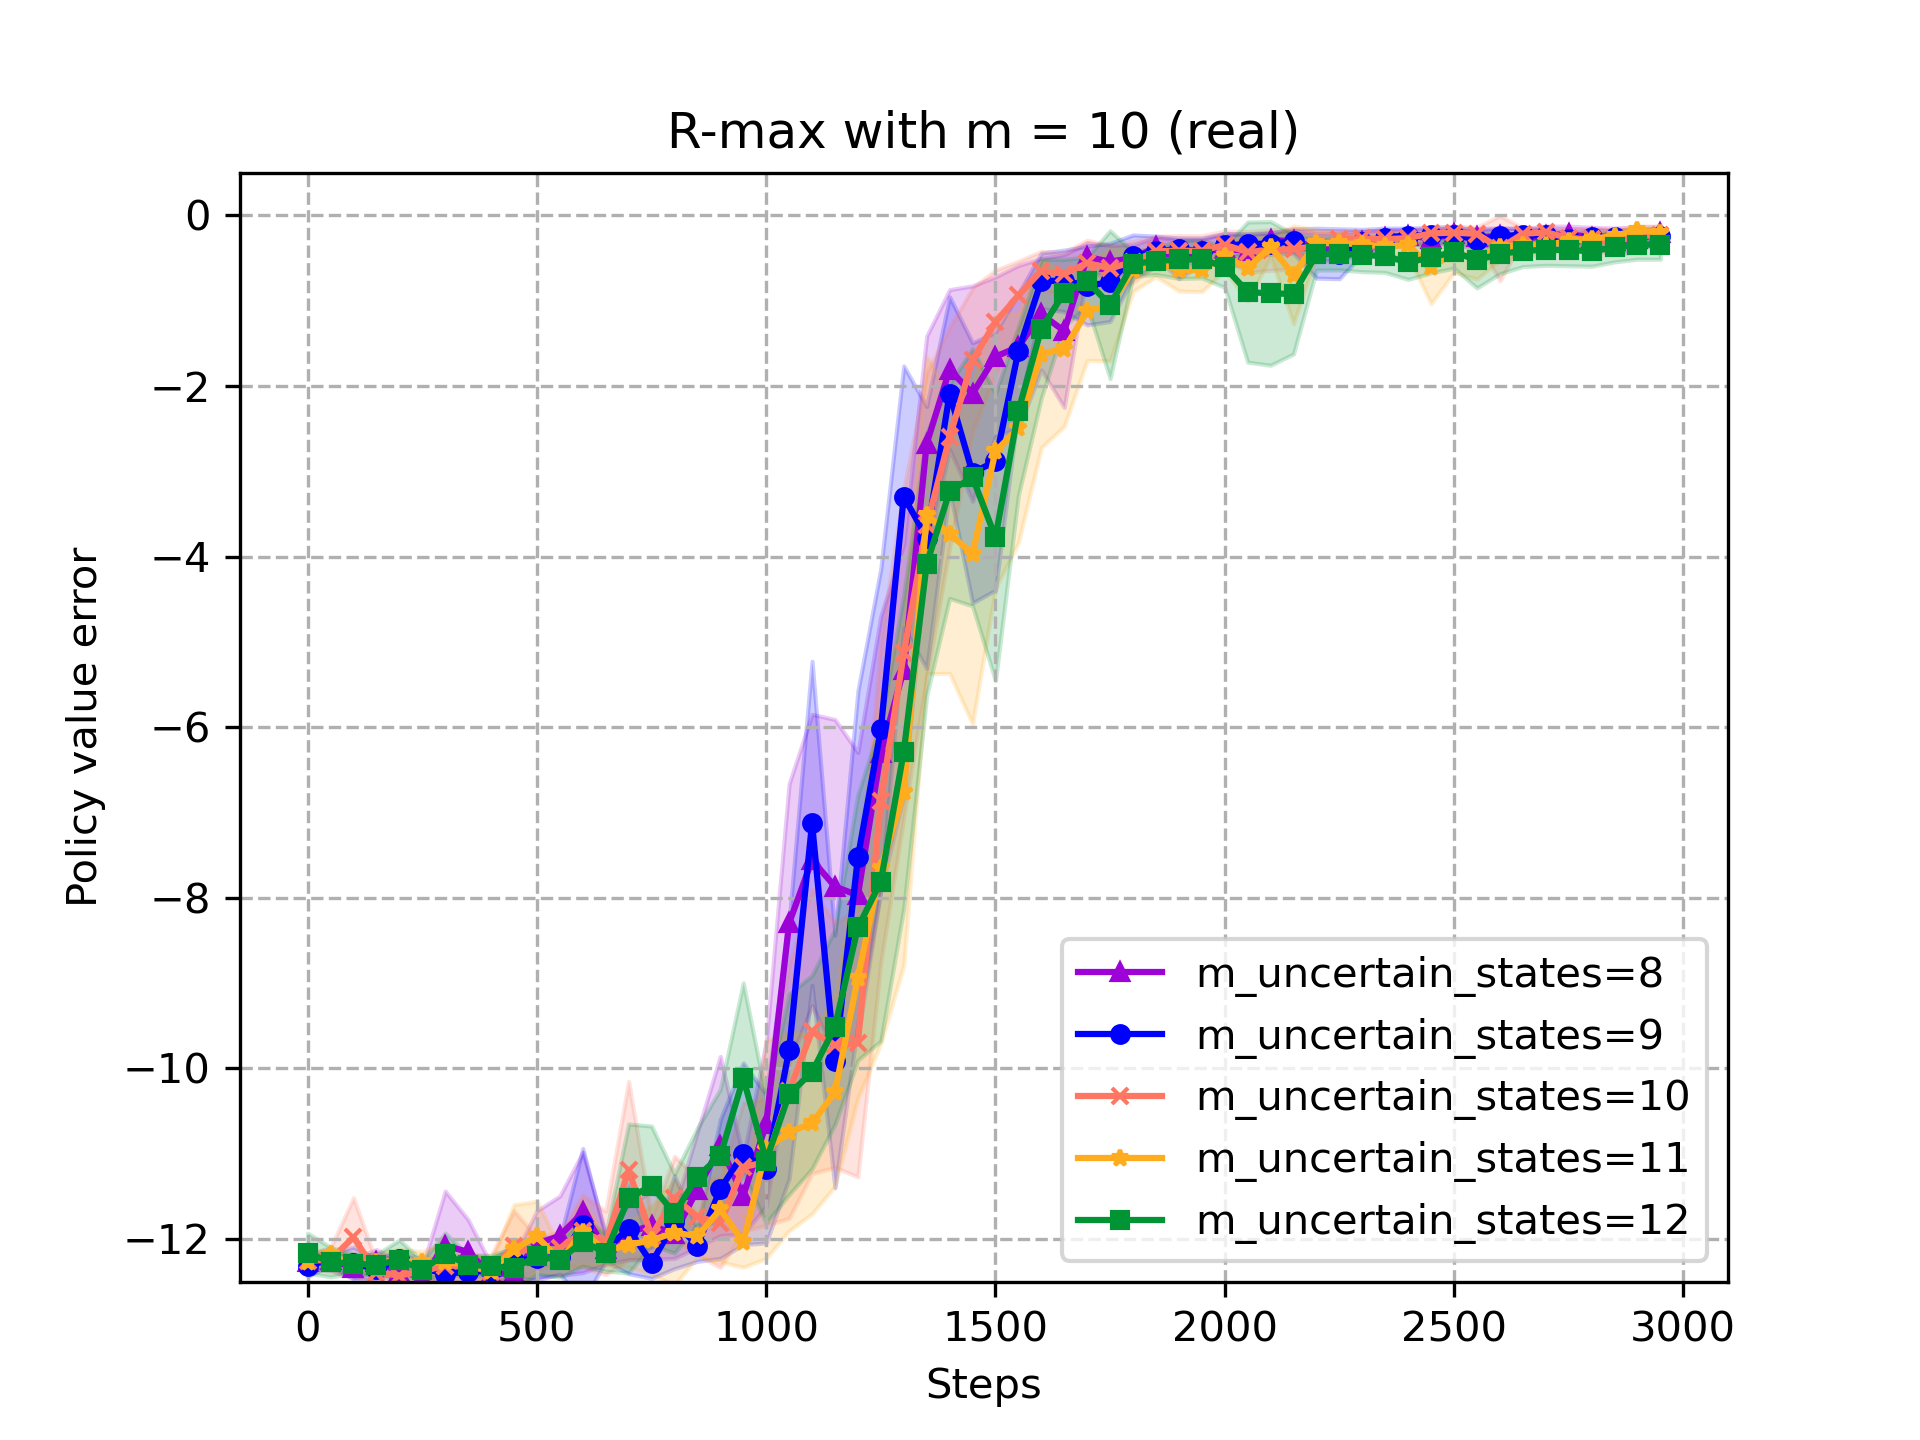 R-max with m = 10 (real)
Policy value error
0
−2
−4
−6
−8
−10
−12
0 500 1000 1500 2000 2500 3000
Steps
m_uncertain_states=8
m_uncertain_states=9
m_uncertain_states=10
m_uncertain_states=11
m_uncertain_states=12